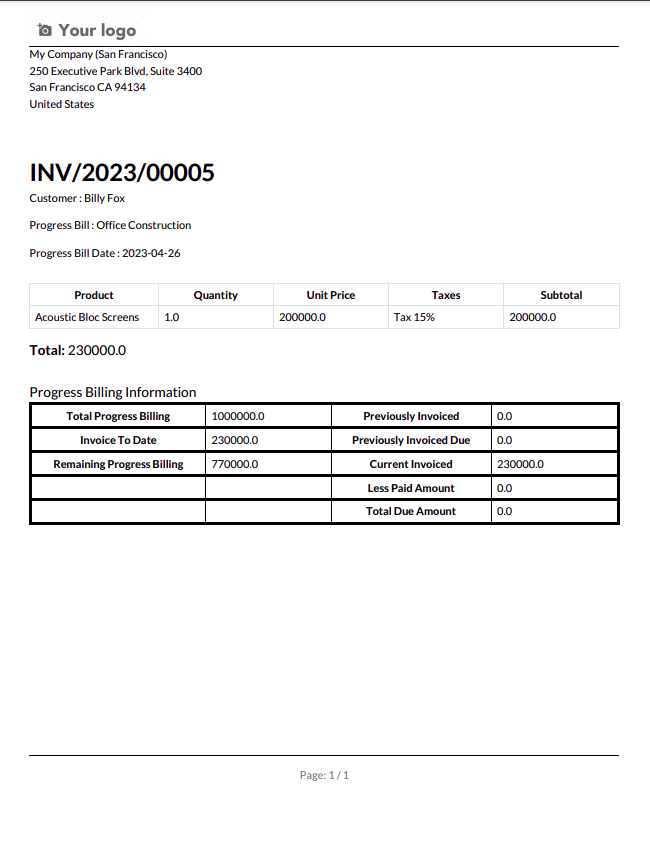 Your logo
My Company (San Francisco)
250 Executive Park Blvd, Suite 3400
San Francisco CA 94134
United States
INV/2023/00005
Customer : Billy Fox
Progress Bill : Office Construction
Progress Bill Date : 2023-04-26
Product Quantity Unit Price Taxes Subtotal
Acoustic Bloc Screens 1.0 200000.0 Tax 15% 200000.0
Total: 230000.0
Progress Billing Information
Total Progress Billing 1000000.0 Previously Invoiced 0.0
Invoice To Date 230000.0 Previously Invoiced Due 0.0
Remaining Progress Billing 770000.0 Current Invoiced 230000.0
Less Paid Amount 0.0
Total Due Amount 0.0
Page: 1 / 1